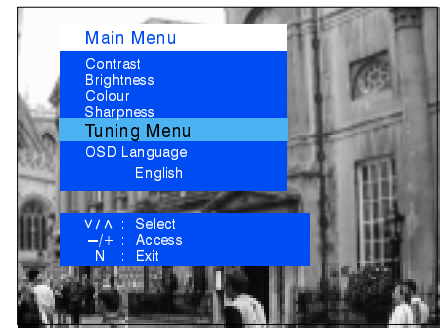 Main Menu
Contrast
Brightness
Colour
Sharpness
Tuning Menu
OSD Language
English
∨ / ∧ : Select
–/+ : Access
N : Exit